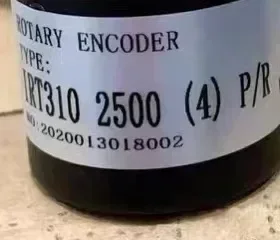 ROTARY ENCODER
TYPE:
IRT310 2500 (4) P/R
NO:2020013018002